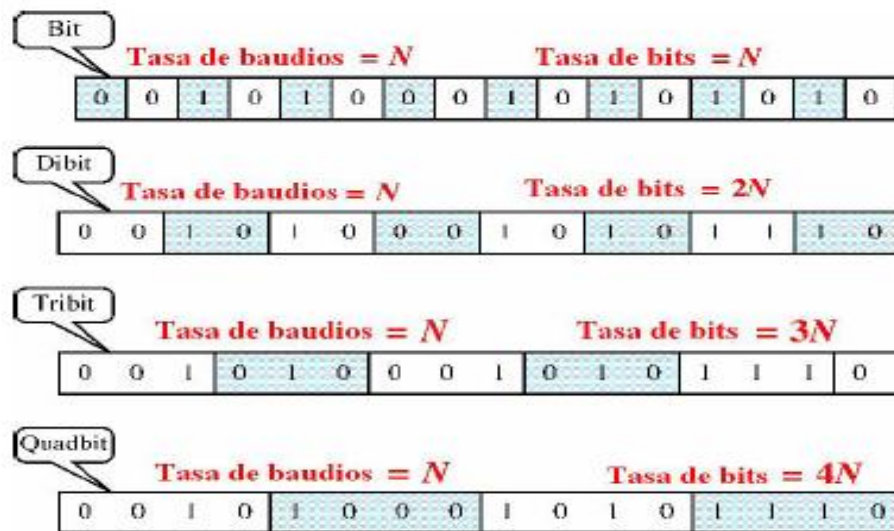 Bit
Tasa de baudios = N Tasa de bits = N
0 0 1 0 1 0 0 0 1 0 1 0 1 0 1 0
Dibit
Tasa de baudios = N Tasa de bits = 2N
0 0 1 0 1 0 0 0 1 0 1 0 1 1 1 0
Tribit
Tasa de baudios = N Tasa de bits = 3N
0 0 1 0 1 0 0 0 1 0 1 0 1 1 1 0
Quadbit
Tasa de baudios = N Tasa de bits = 4N
0 0 1 0 1 0 0 0 1 0 1 0 1 1 1 0